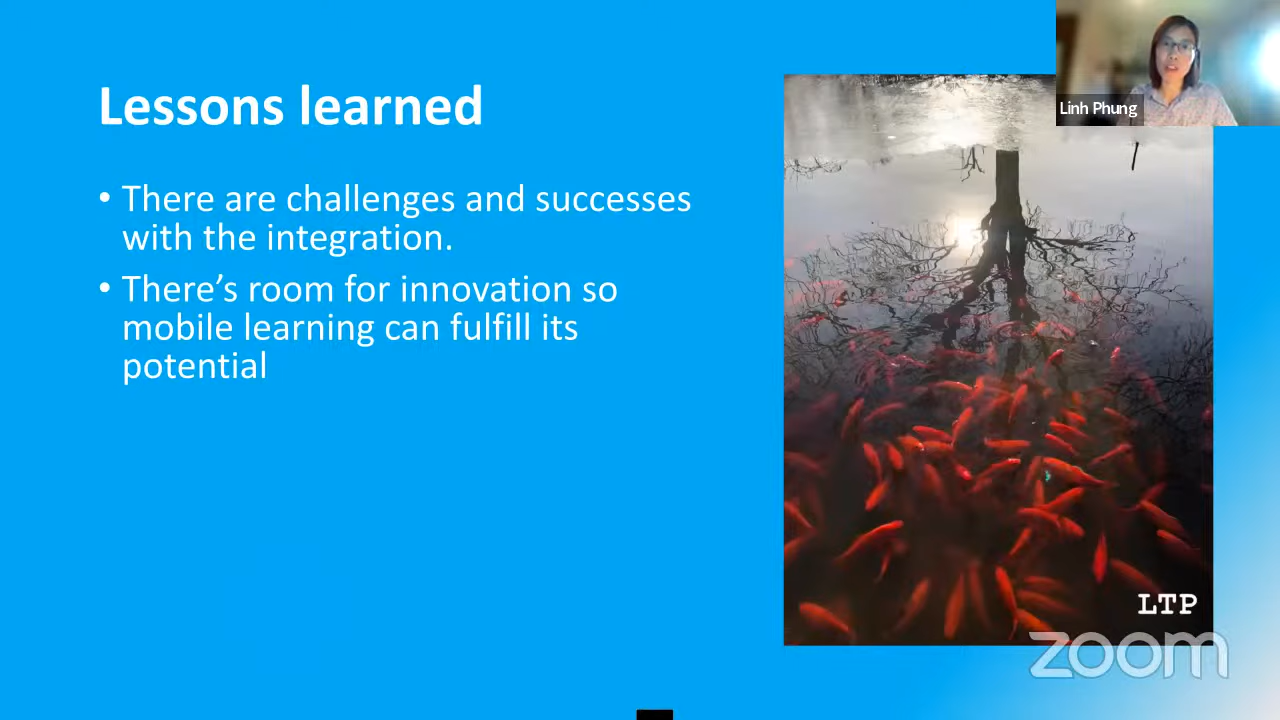 Linh Phung
Lessons learned
• There are challenges and successes
with the integration.
• There’s room for innovation so
mobile learning can fulfill its
potential
LTP
zoom